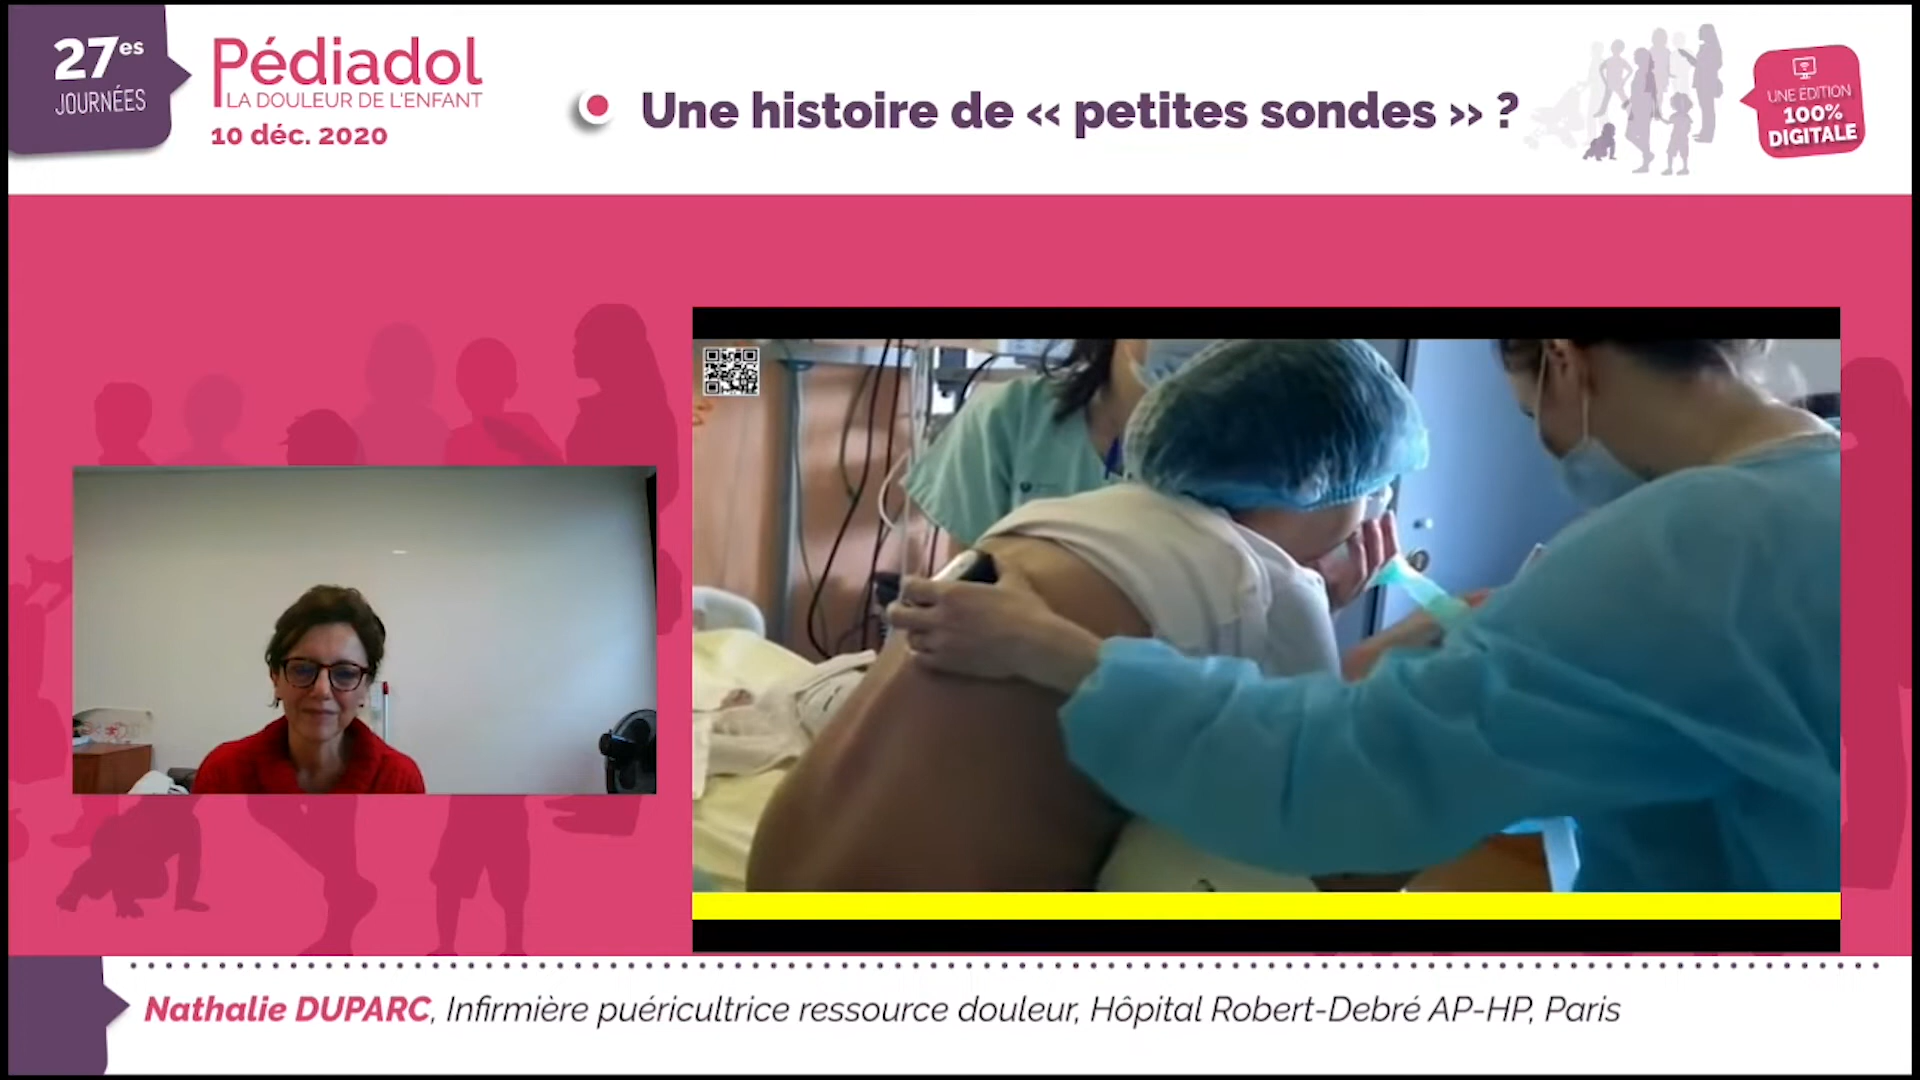 27es
JOURNÉES
Pédiadol
LA DOULEUR DE L'ENFANT
10 déc. 2020
Une histoire de « petites sondes » ?
UNE ÉDITION
100%
DIGITALE
Nathalie DUPARC, Infirmière puéricultrice ressource douleur, Hôpital Robert-Debré AP-HP, Paris